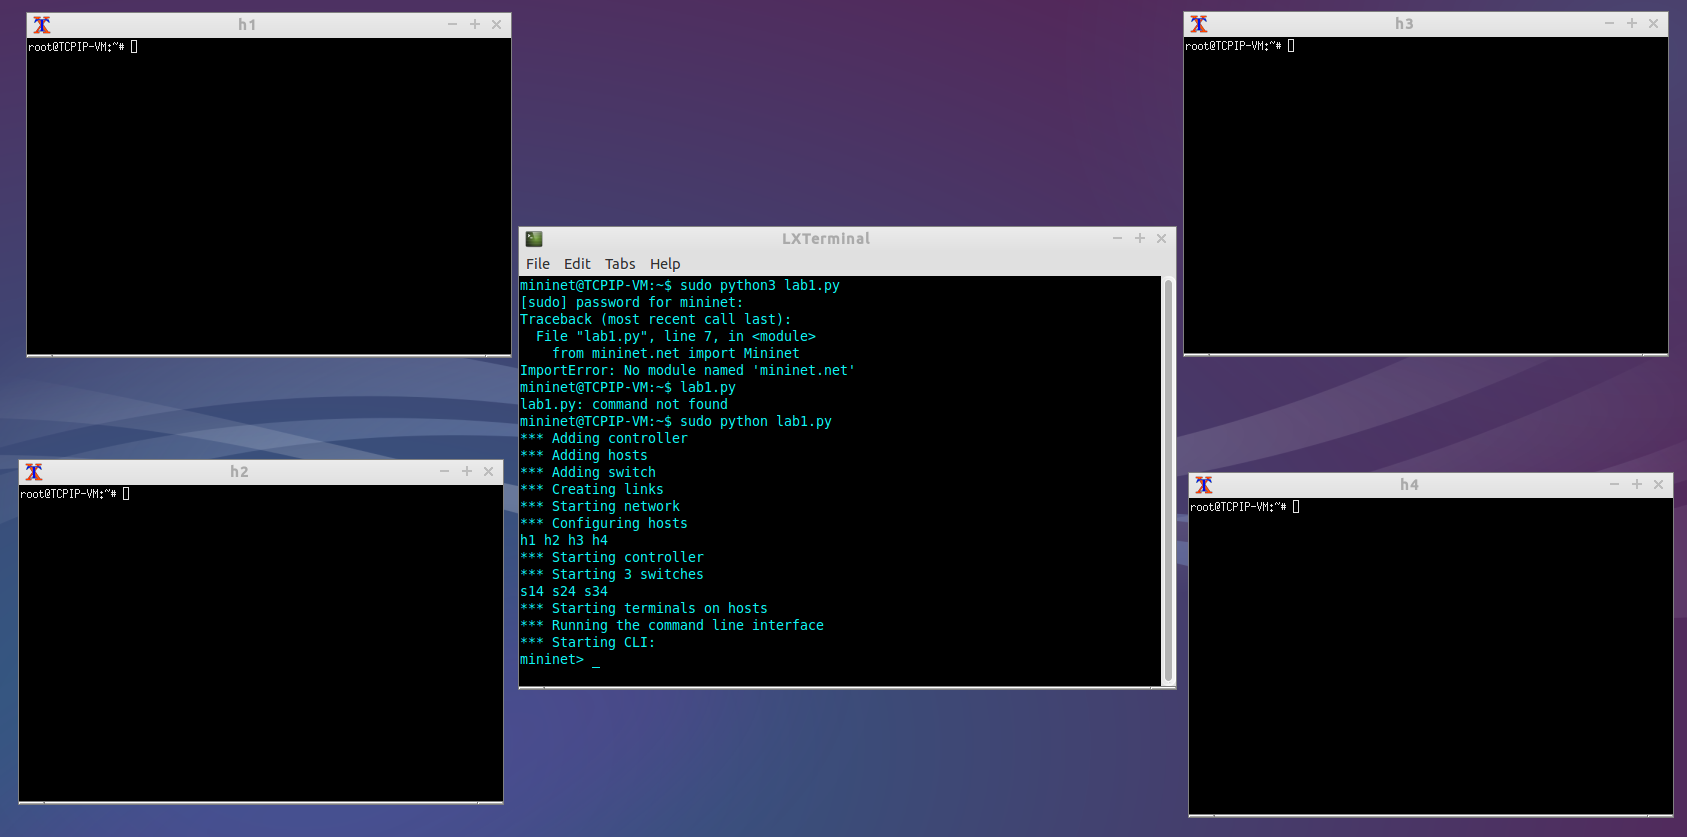 h1
root@TCPIP-VM:~#
h3
root@TCPIP-VM:~#
LXTerminal
File Edit Tabs Help
mininet@TCPIP-VM:~$ sudo python3 lab1.py
[sudo] password for mininet:
Traceback (most recent call last):
  File "lab1.py", line 7, in <module>
    from mininet.net import Mininet
ImportError: No module named 'mininet.net'
mininet@TCPIP-VM:~$ lab1.py
lab1.py: command not found
mininet@TCPIP-VM:~$ sudo python lab1.py
*** Adding controller
*** Adding hosts
*** Adding switch
*** Creating links
*** Starting network
*** Configuring hosts
h1 h2 h3 h4
*** Starting controller
*** Starting 3 switches
s14 s24 s34
*** Starting terminals on hosts
*** Running the command line interface
*** Starting CLI:
mininet> _
h2
root@TCPIP-VM:~#
h4
root@TCPIP-VM:~#